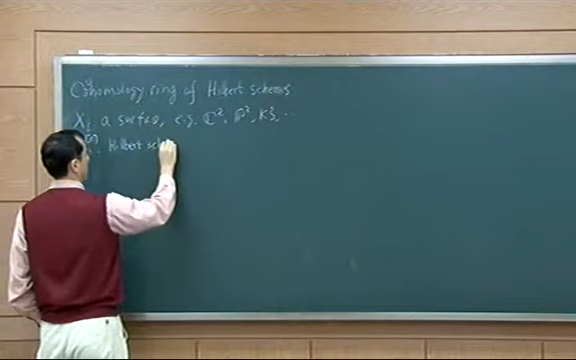 Cohomology ring of Hilbert schemes
X: a surface, e.g. ℂ², ℙ², K3, ...
[n]: Hilbert sch